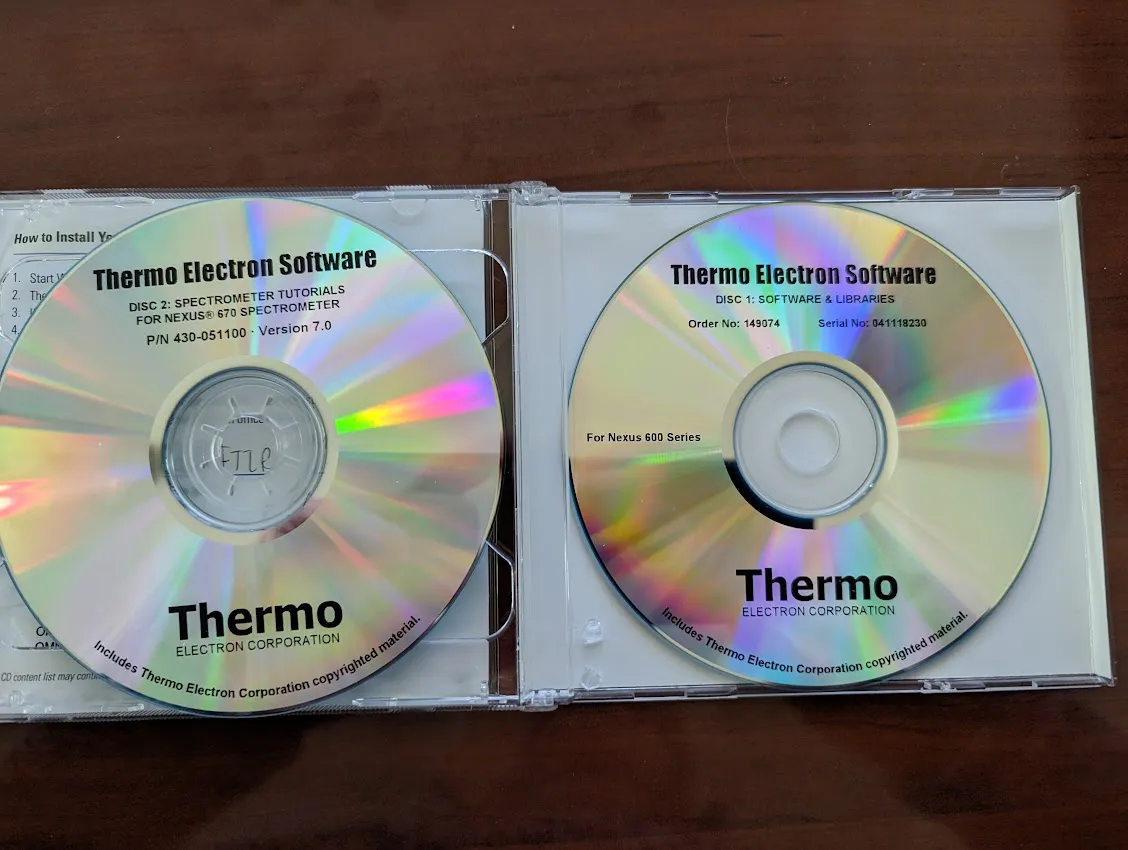 How to Install
1. Start
2. The
3.
4.
Thermo Electron Software
DISC 2: SPECTROMETER TUTORIALS
FOR NEXUS® 670 SPECTROMETER
P/N 430-051100 · Version 7.0
FTIR
Thermo
ELECTRON CORPORATION
Includes Thermo Electron Corporation copyrighted material.
CD content list may
Thermo Electron Software
DISC 1: SOFTWARE & LIBRARIES
Order No: 149074 Serial No: 041118230
For Nexus 600 Series
Thermo
ELECTRON CORPORATION
Includes Thermo Electron Corporation copyrighted material.